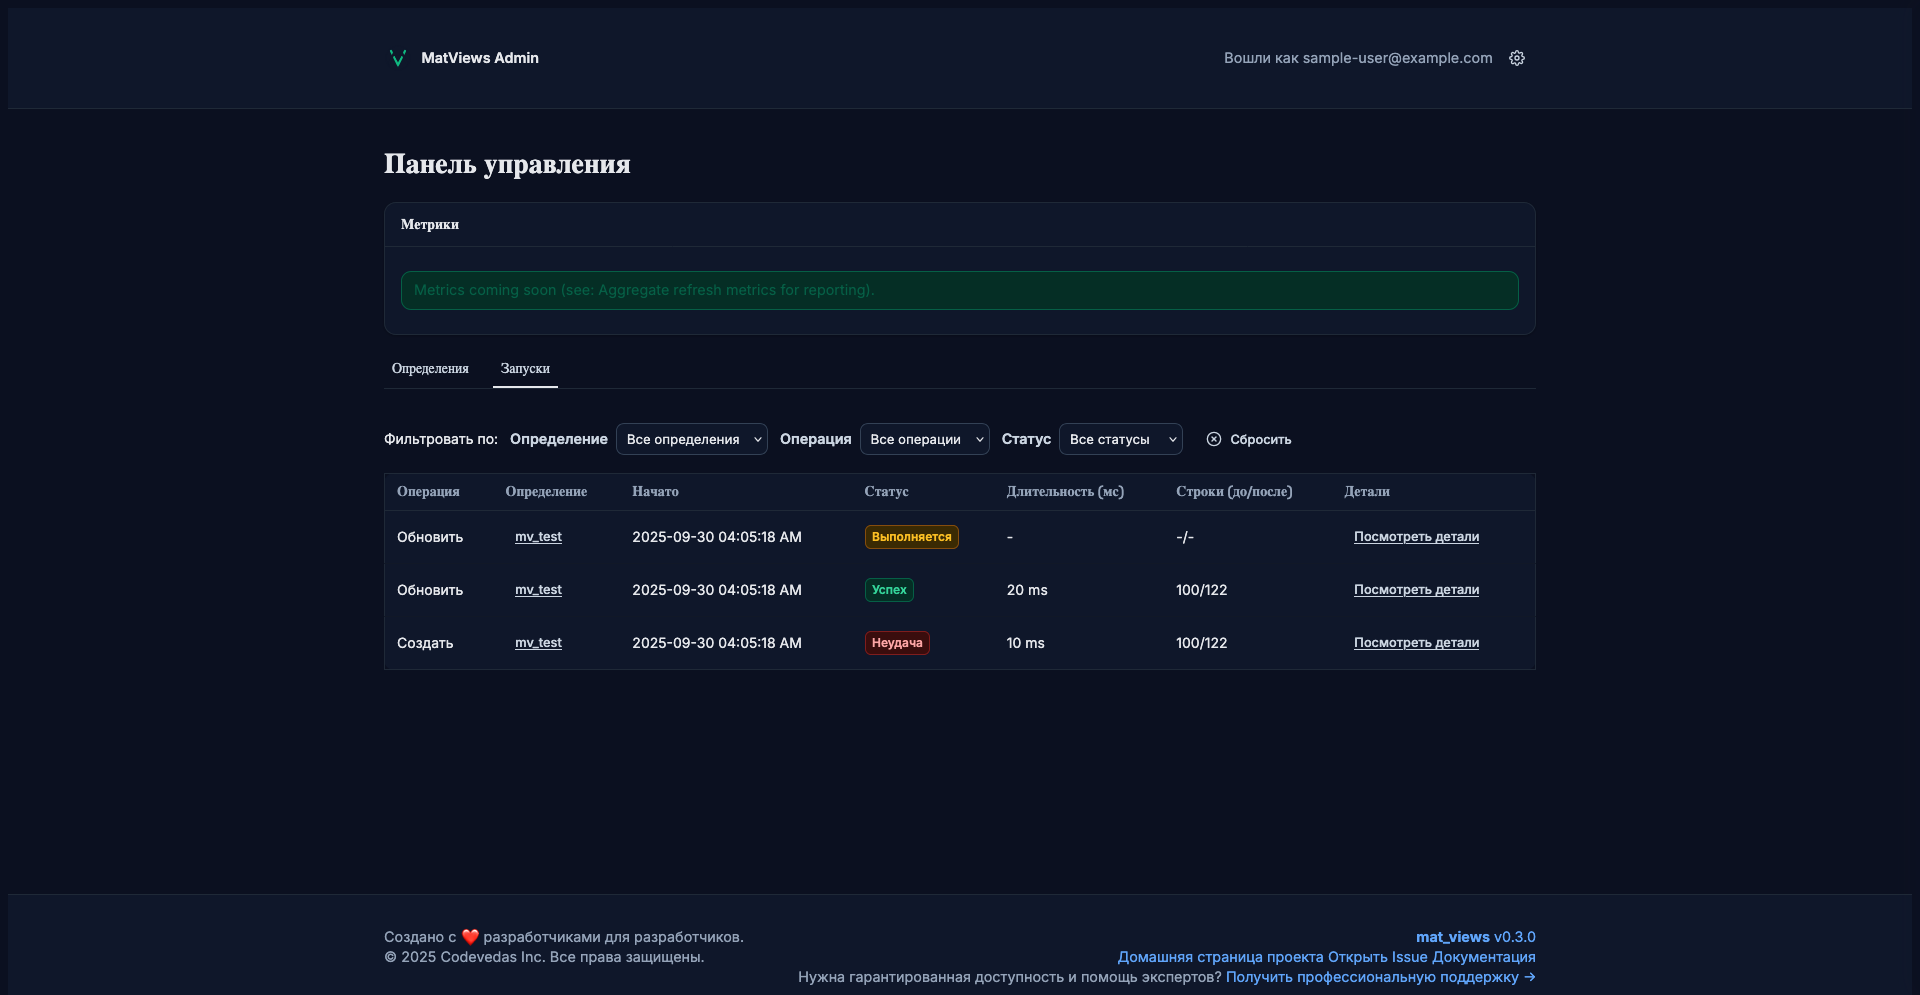 MatViews Admin
Вошли как sample-user@example.com
Панель управления
Метрики
Metrics coming soon (see: Aggregate refresh metrics for reporting).
Определения Запуски
Фильтровать по: Определение Все определения Операция Все операции Статус Все статусы Сбросить
Операция Определение Начато Статус Длительность (мс) Строки (до/после) Детали
Обновить mv_test 2025-09-30 04:05:18 AM Выполняется - -/- Посмотреть детали
Обновить mv_test 2025-09-30 04:05:18 AM Успех 20 ms 100/122 Посмотреть детали
Создать mv_test 2025-09-30 04:05:18 AM Неудача 10 ms 100/122 Посмотреть детали
Создано с ❤️ разработчиками для разработчиков.
© 2025 Codevedas Inc. Все права защищены.
mat_views v0.3.0
Домашняя страница проекта Открыть Issue Документация
Нужна гарантированная доступность и помощь экспертов? Получить профессиональную поддержку →